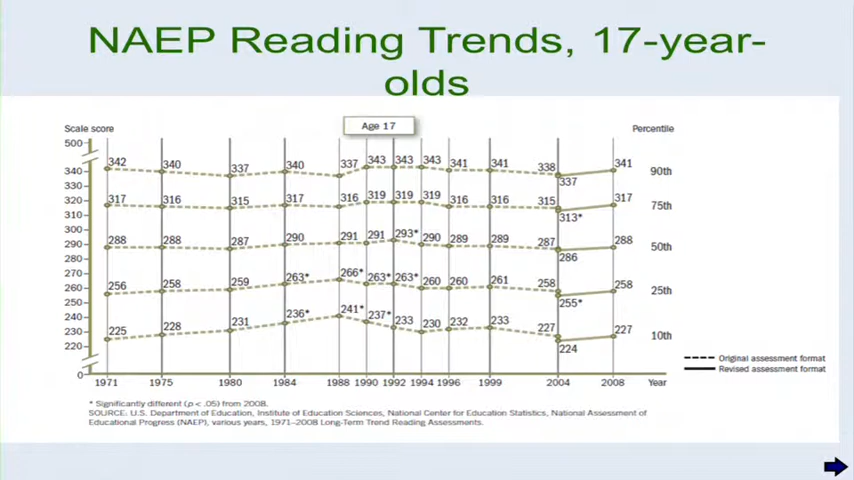 NAEP Reading Trends, 17-year-
olds
Age 17
Scale score
Percentile
500
340
330
320
310
300
290
280
270
260
250
240
230
220
0
342 340 337 340 337 343 343 343 341 341 338 337 341 90th
317 316 315 317 316 319 319 319 316 316 315 313* 317 75th
288 288 287 290 291 291 293* 290 289 289 287 286 288 50th
256 258 259 263* 266* 263* 263* 260 260 261 258 255* 258 25th
225 228 231 236* 241* 237* 233 230 232 233 227 224 227 10th
1971 1975 1980 1984 1988 1990 1992 1994 1996 1999 2004 2008 Year
Original assessment format
Revised assessment format
* Significantly different (p < .05) from 2008.
SOURCE: U.S. Department of Education, Institute of Education Sciences, National Center for Education Statistics, National Assessment of
Educational Progress (NAEP), various years, 1971–2008 Long-Term Trend Reading Assessments.